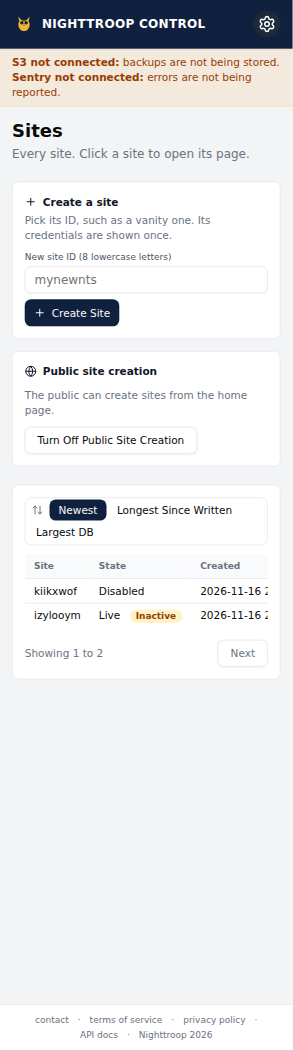 NIGHTTROOP CONTROL
S3 not connected: backups are not being stored.
Sentry not connected: errors are not being
reported.
Sites
Every site. Click a site to open its page.
Create a site
Pick its ID, such as a vanity one. Its
credentials are shown once.
New site ID (8 lowercase letters)
mynewnts
Create Site
Public site creation
The public can create sites from the home
page.
Turn Off Public Site Creation
Newest Longest Since Written
Largest DB
Site State Created
kiikxwof Disabled 2026-11-16 2
izylooym Live Inactive 2026-11-16 2
Showing 1 to 2 Next
contact · terms of service · privacy policy ·
API docs · Nighttroop 2026